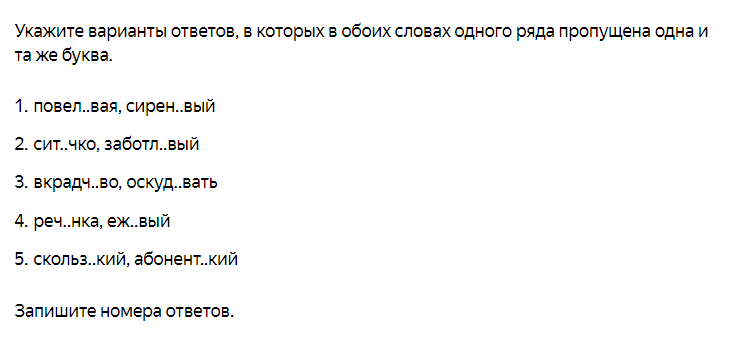 Укажите варианты ответов, в которых в обоих словах одного ряда пропущена одна и
та же буква.
1. повел..вая, сирен..вый
2. сит..чко, заботл..вый
3. вкрадч..во, оскуд..вать
4. реч..нка, еж..вый
5. скольз..кий, абонент..кий
Запишите номера ответов.